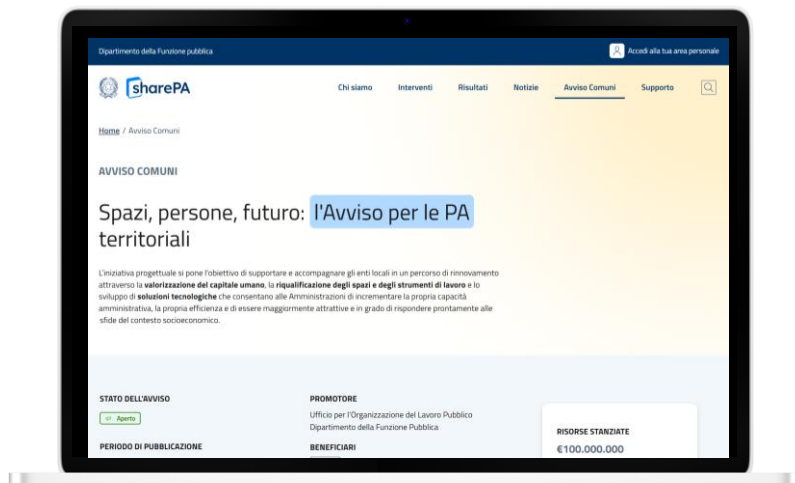 Dipartimento della Funzione pubblica
Accedi alla tua area personale
sharePA
Chi siamo Interventi Risultati Notizie Avviso Comuni Supporto
Home / Avviso Comuni
AVVISO COMUNI
Spazi, persone, futuro: l'Avviso per le PA
territoriali
L'iniziativa progettuale si pone l'obiettivo di supportare e accompagnare gli enti locali in un percorso di rinnovamento
attraverso la valorizzazione del capitale umano, la riqualificazione degli spazi e degli strumenti di lavoro e lo
sviluppo di soluzioni tecnologiche che consentano alle Amministrazioni di incrementare la propria capacità
amministrativa, la propria efficienza e di essere maggiormente attrattive e in grado di rispondere prontamente alle
sfide del contesto socioeconomico.
STATO DELL'AVVISO
Aperto
PERIODO DI PUBBLICAZIONE
PROMOTORE
Ufficio per l'Organizzazione del Lavoro Pubblico
Dipartimento della Funzione Pubblica
BENEFICIARI
RISORSE STANZIATE
€100.000.000